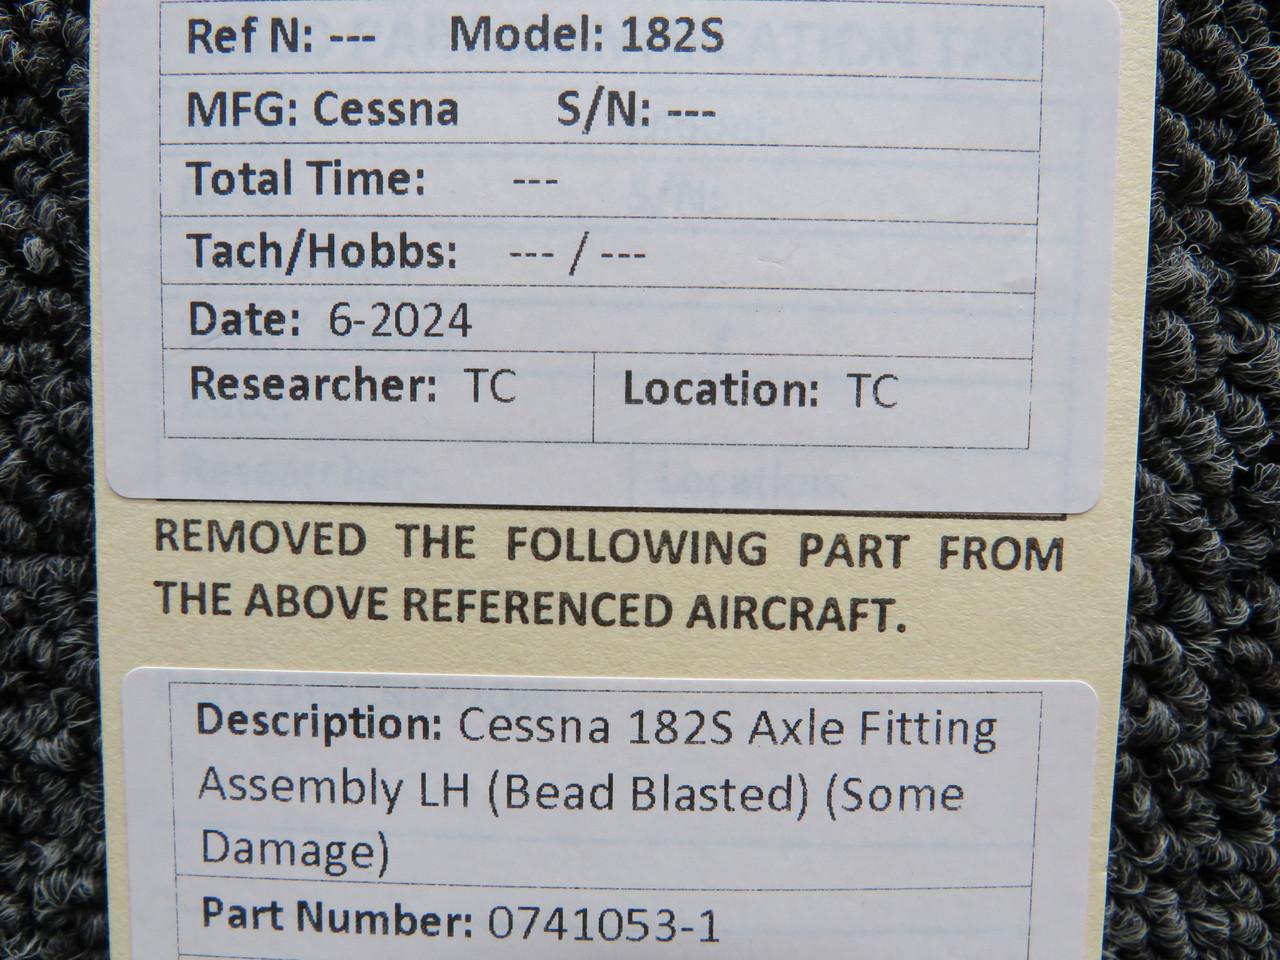 Ref N: --- Model: 182S
MFG: Cessna S/N: ---
Total Time: ---
Tach/Hobbs: --- / ---
Date: 6-2024
Researcher: TC Location: TC
REMOVED THE FOLLOWING PART FROM
THE ABOVE REFERENCED AIRCRAFT.
Description: Cessna 182S Axle Fitting
Assembly LH (Bead Blasted) (Some
Damage)
Part Number: 0741053-1